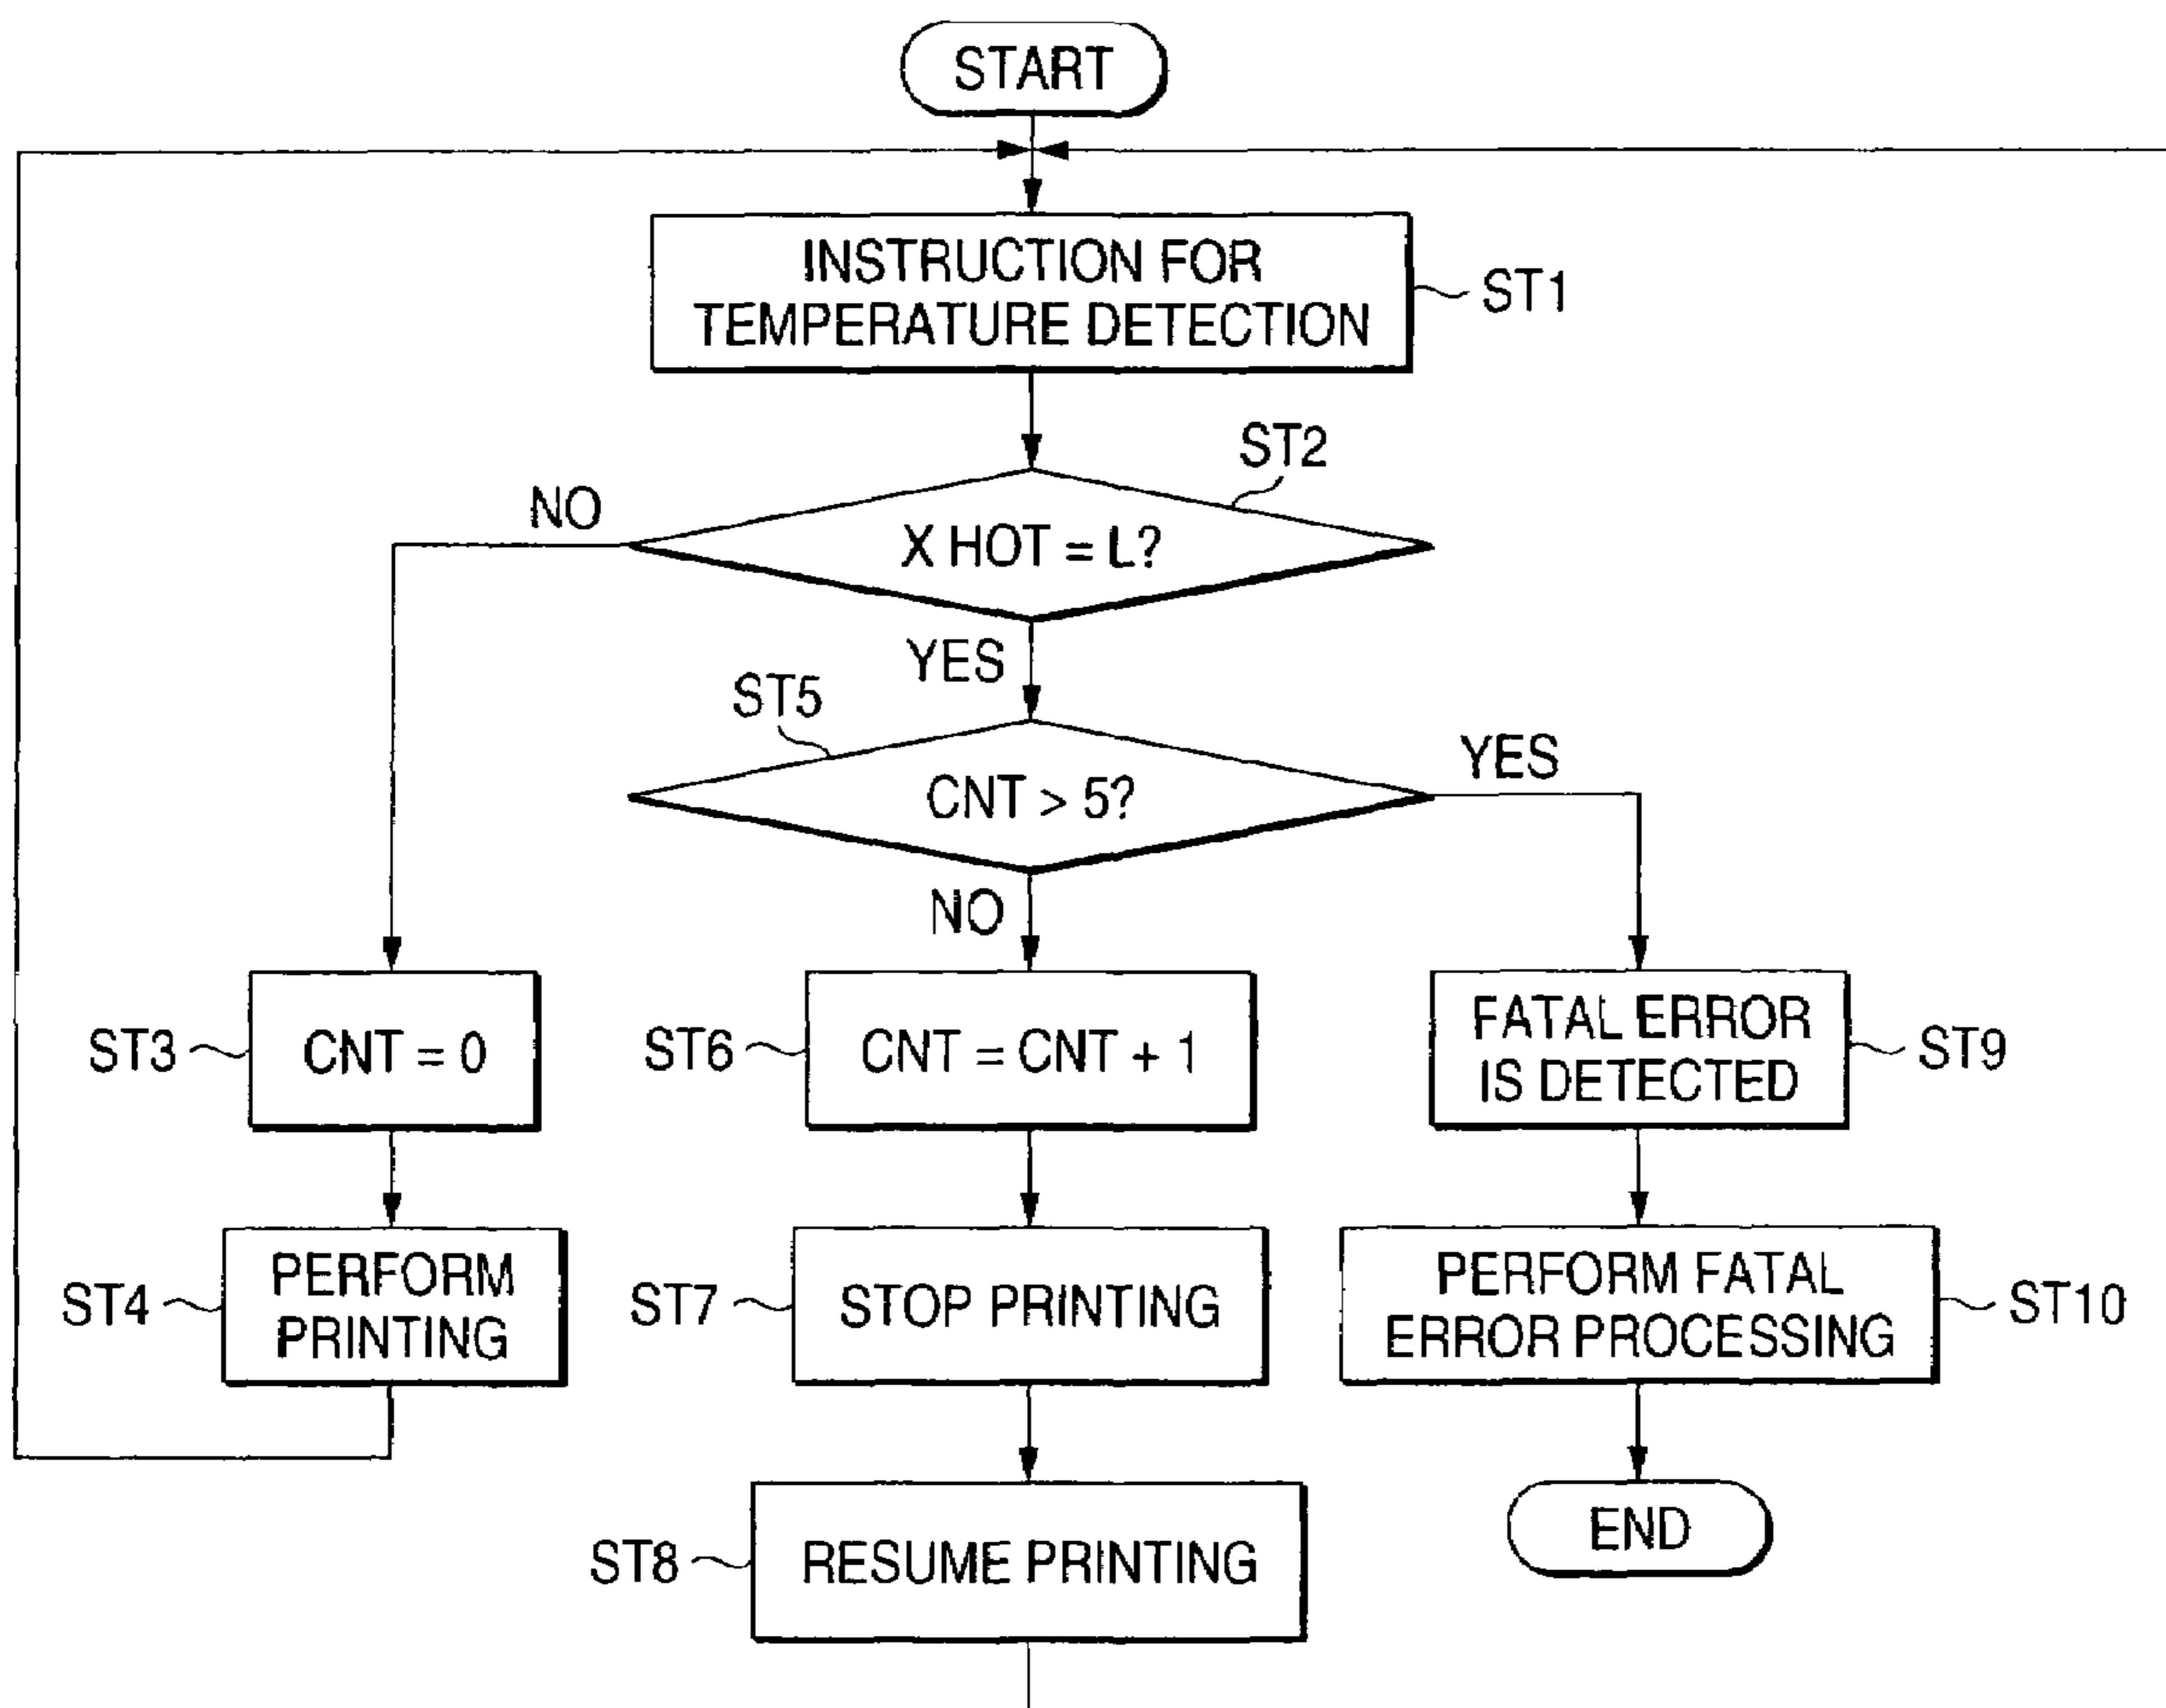 START
INSTRUCTION FOR
TEMPERATURE DETECTION
ST1
ST2
NO
X HOT = L?
YES
ST5
CNT > 5?
YES
NO
ST3
CNT = 0
ST6
CNT = CNT + 1
FATAL ERROR
IS DETECTED
ST9
ST4
PERFORM
PRINTING
ST7
STOP PRINTING
PERFORM FATAL
ERROR PROCESSING
ST10
ST8
RESUME PRINTING
END